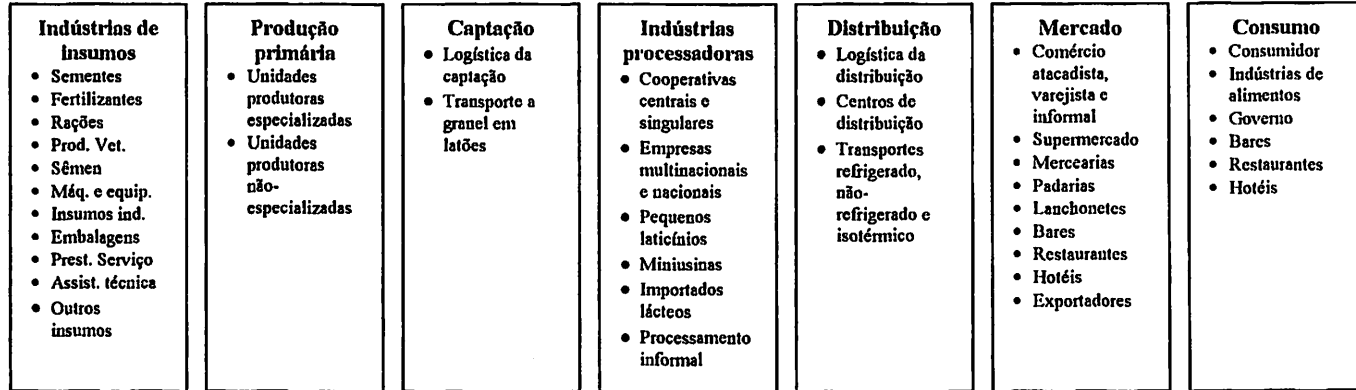 Indústrias de
insumos
• Sementes
• Fertilizantes
• Rações
• Prod. Vet.
• Sêmen
• Máq. e equip.
• Insumos ind.
• Embalagens
• Prest. Serviço
• Assist. técnica
• Outros
insumos
Produção
primária
• Unidades
produtoras
especializadas
• Unidades
produtoras
não-
especializadas
Captação
• Logística da
captação
• Transporte a
granel em
latões
Indústrias
processadoras
• Cooperativas
centrais e
singulares
• Empresas
multinacionais
e nacionais
• Pequenos
laticínios
• Miniusinas
• Importados
lácteos
• Processamento
informal
Distribuição
• Logística da
distribuição
• Centros de
distribuição
• Transportes
refrigerado,
não-
refrigerado e
isotérmico
Mercado
• Comércio
atacadista,
varejista e
informal
• Supermercado
• Mercearias
• Padarias
• Lanchonetes
• Bares
• Restaurantes
• Hotéis
• Exportadores
Consumo
• Consumidor
• Indústrias de
alimentos
• Governo
• Bares
• Restaurantes
• Hotéis